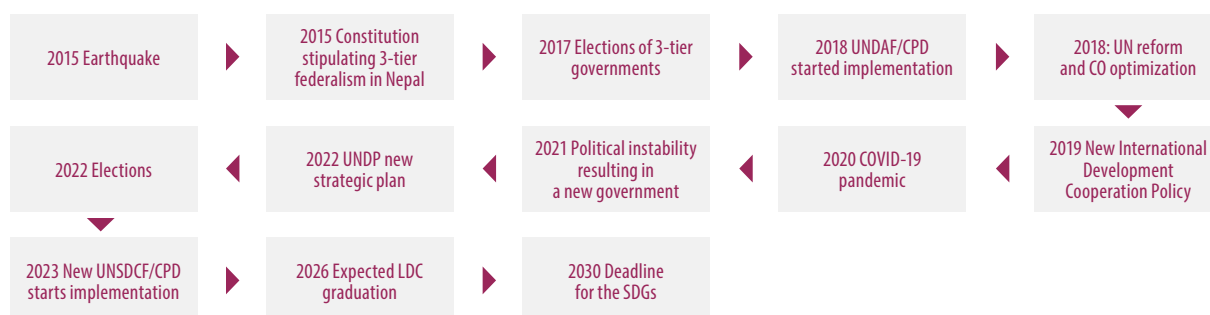 2015 Earthquake
2015 Constitution
stipulating 3-tier
federalism in Nepal
2017 Elections of 3-tier
governments
2018 UNDAF/CPD
started implementation
2018: UN reform
and CO optimization
2019 New International
Development
Cooperation Policy
2020 COVID-19
pandemic
2021 Political instability
resulting in
a new government
2022 UNDP new
strategic plan
2022 Elections
2023 New UNSDCF/CPD
starts implementation
2026 Expected LDC
graduation
2030 Deadline
for the SDGs